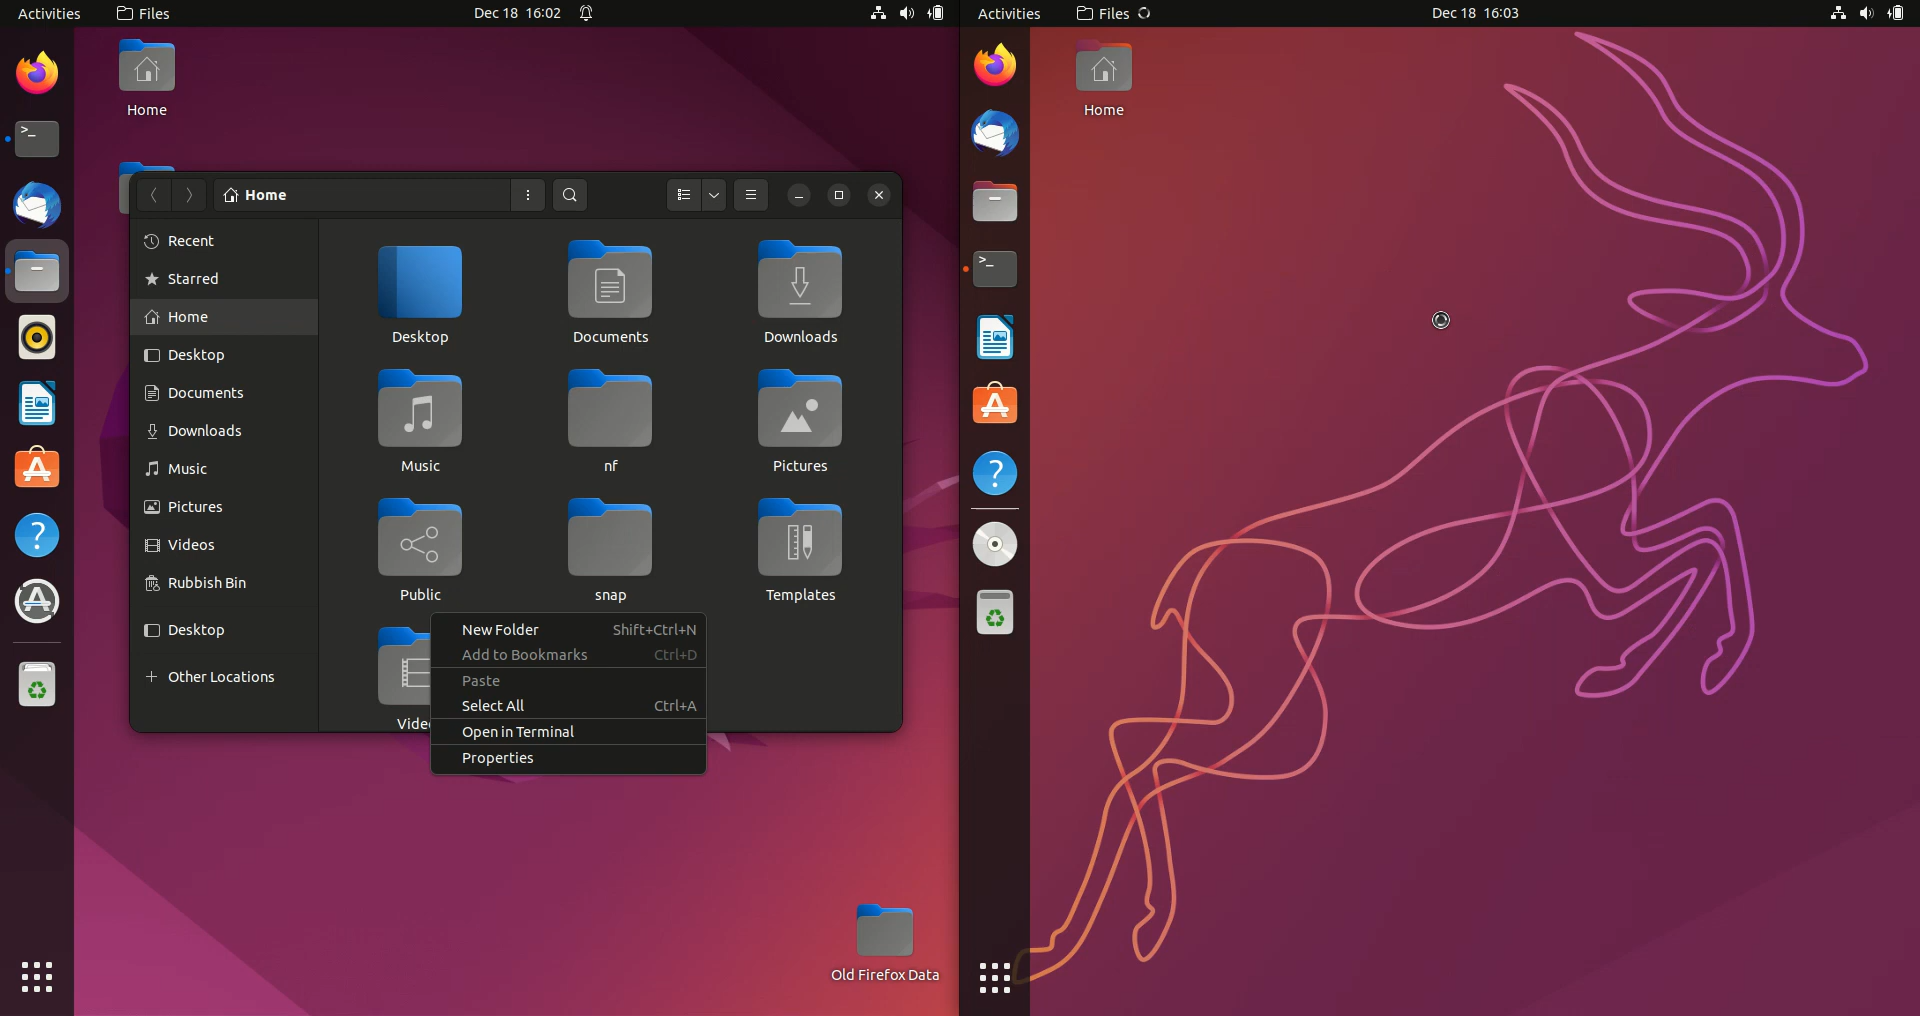 Activities Files Dec 18 16:02
Home
Home
Recent
Starred
Home
Desktop
Documents
Downloads
Music
Pictures
Videos
Rubbish Bin
Desktop
+ Other Locations
Desktop Documents Downloads
Music nf Pictures
Public snap Templates
Video
New Folder Shift+Ctrl+N
Add to Bookmarks Ctrl+D
Paste
Select All Ctrl+A
Open in Terminal
Properties
Old Firefox Data
Activities Files Dec 18 16:03
Home